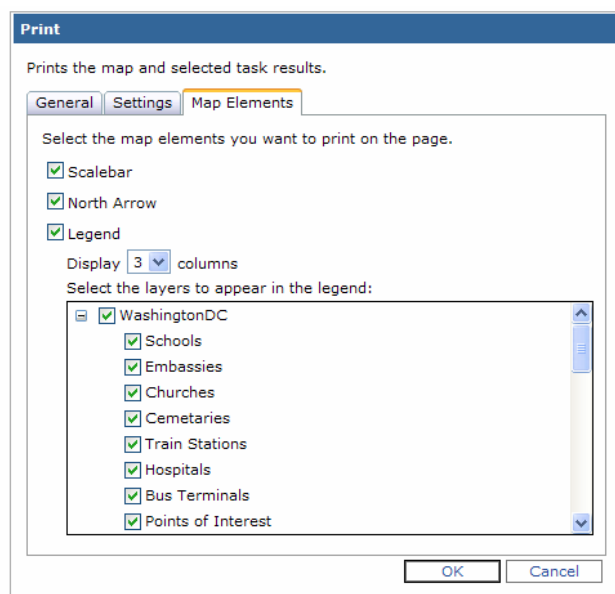 Print
Prints the map and selected task results.
General Settings Map Elements
Select the map elements you want to print on the page.
Scalebar
North Arrow
Legend
Display 3 columns
Select the layers to appear in the legend:
WashingtonDC
Schools
Embassies
Churches
Cemetaries
Train Stations
Hospitals
Bus Terminals
Points of Interest
OK Cancel